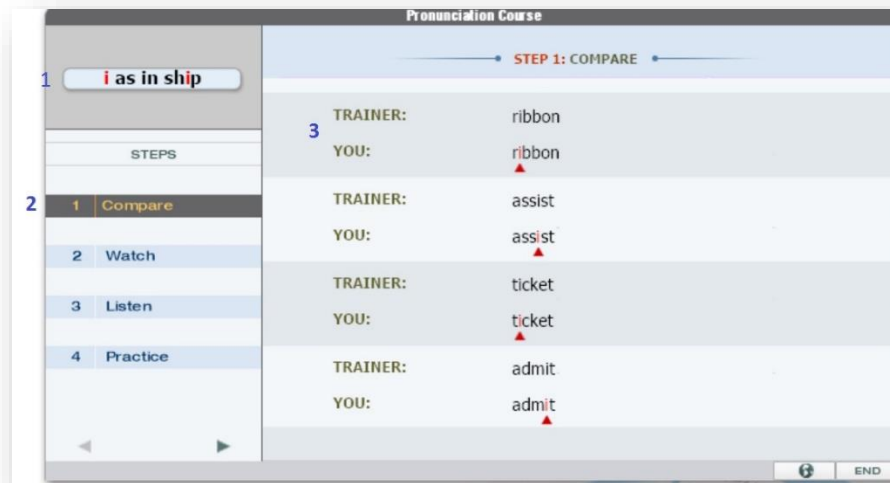 Pronunciation Course
1 i as in ship
STEPS
2 1 Compare
2 Watch
3 Listen
4 Practice
STEP 1: COMPARE
3
TRAINER: ribbon
YOU: ribbon
TRAINER: assist
YOU: assist
TRAINER: ticket
YOU: ticket
TRAINER: admit
YOU: admit
END